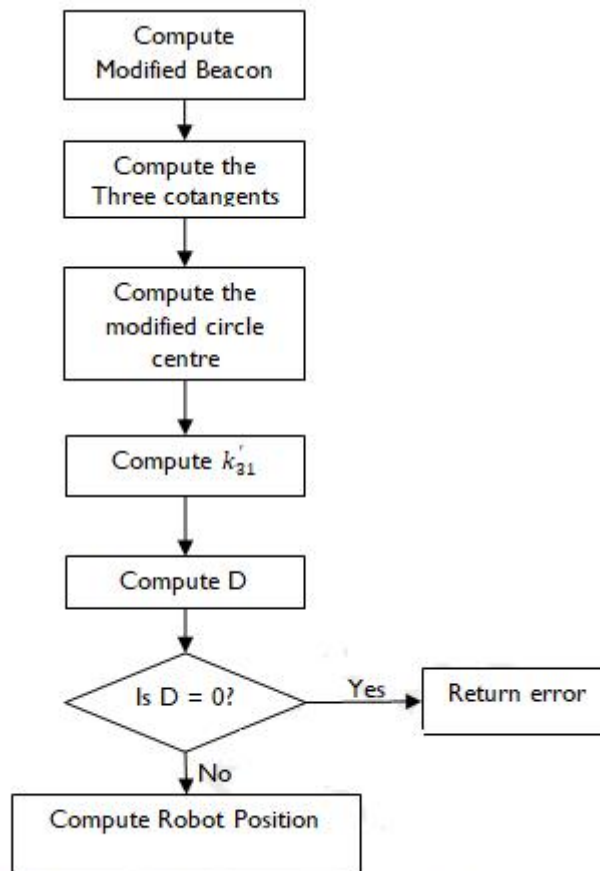 Compute
Modified Beacon
Compute the
Three cotangents
Compute the
modified circle
centre
Compute k'₃₁
Compute D
Is D = 0?
Yes
Return error
No
Compute Robot Position